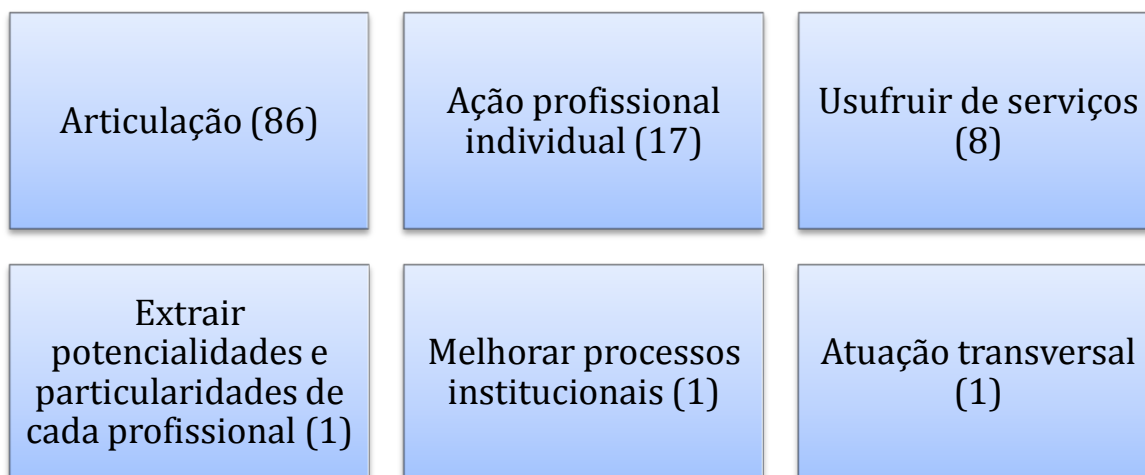 Articulação (86)
Ação profissional
individual (17)
Usufruir de serviços
(8)
Extrair
potencialidades e
particularidades de
cada profissional (1)
Melhorar processos
institucionais (1)
Atuação transversal
(1)